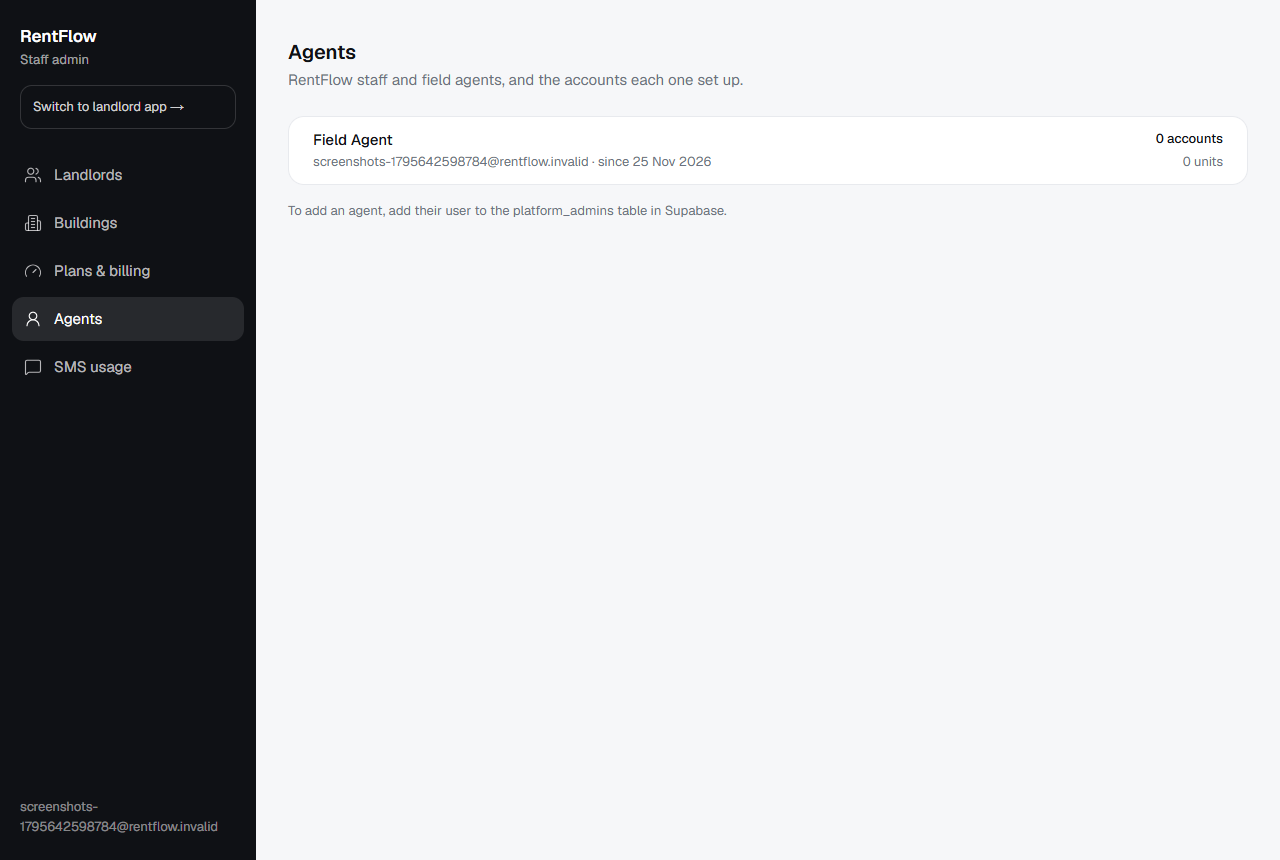 RentFlow
Staff admin
Switch to landlord app →
Landlords
Buildings
Plans & billing
Agents
SMS usage
screenshots-
1795642598784@rentflow.invalid
Agents
RentFlow staff and field agents, and the accounts each one set up.
Field Agent
0 accounts
screenshots-1795642598784@rentflow.invalid · since 25 Nov 2026
0 units
To add an agent, add their user to the platform_admins table in Supabase.